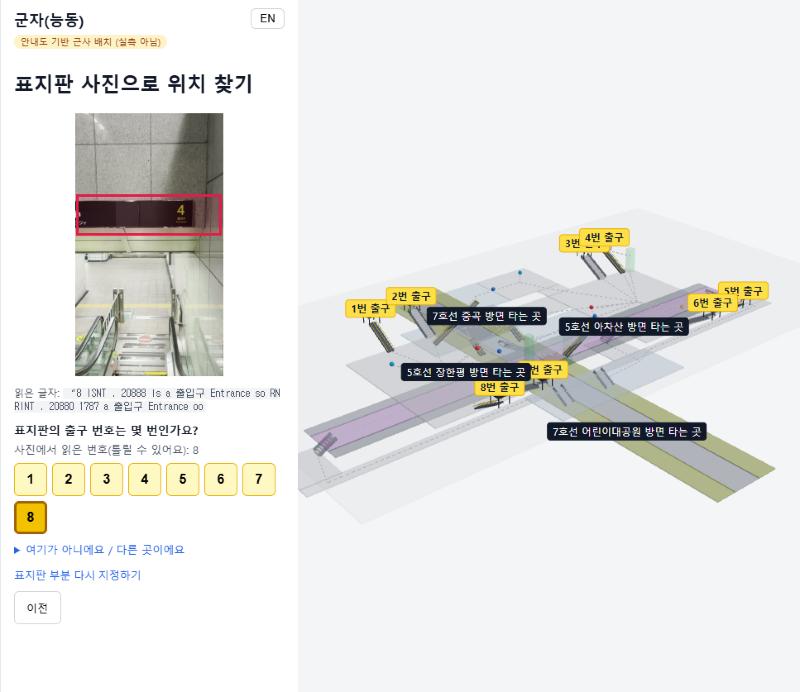 군자(능동)
EN
안내도 기반 근사 배치 (실측 아님)
표지판 사진으로 위치 찾기
4
읽은 글자: “8 ISNT . 20888 Is a 출입구 Entrance so RN
RINT . 20880 1787 a 출입구 Entrance oo
표지판의 출구 번호는 몇 번인가요?
사진에서 읽은 번호(틀릴 수 있어요): 8
1 2 3 4 5 6 7
8
▶ 여기가 아니에요 / 다른 곳이에요
표지판 부분 다시 지정하기
이전
3번
4번 출구
5번 출구
6번 출구
2번 출구
1번 출구
7호선 중곡 방면 타는 곳
5호선 아차산 방면 타는 곳
5호선 장한평 방면 타는 곳
번 출구
8번 출구
7호선 어린이대공원 방면 타는 곳